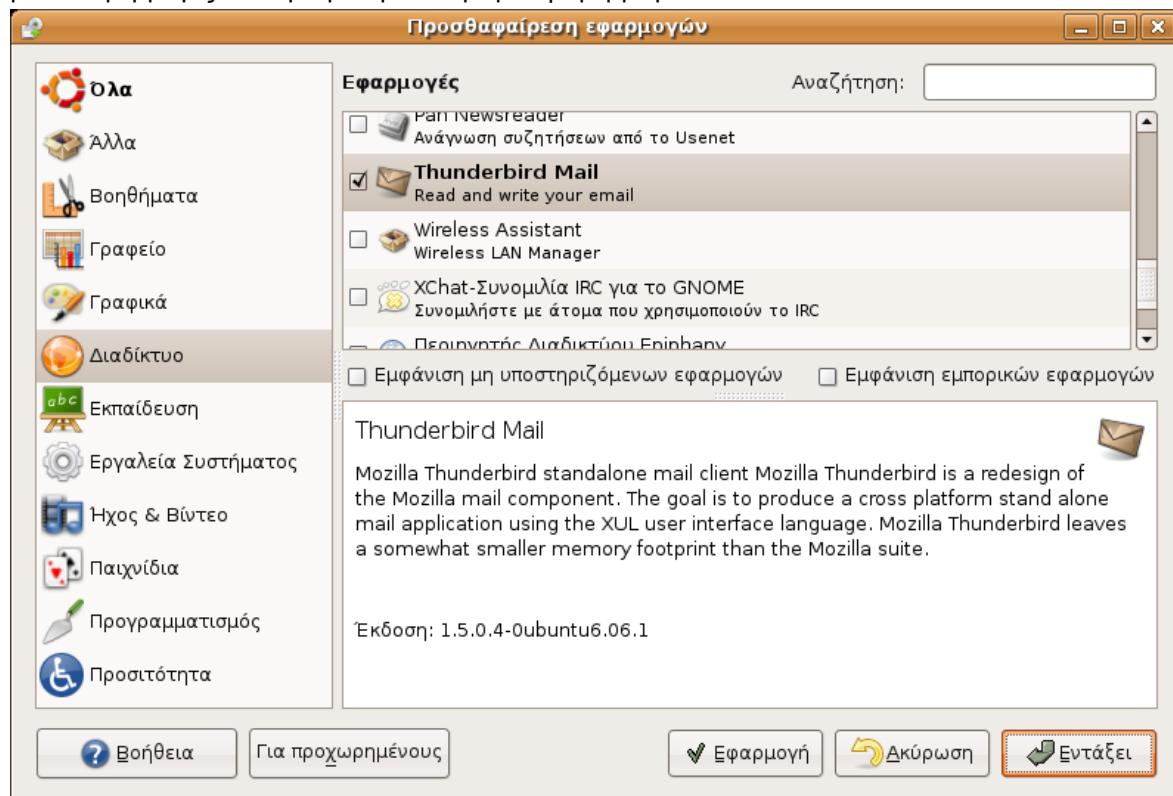 Προσθαφαίρεση εφαρμογών
Όλα
Άλλα
Βοηθήματα
Γραφείο
Γραφικά
Διαδίκτυο
abc
Εκπαίδευση
Εργαλεία Συστήματος
Ήχος & Βίντεο
Παιχνίδια
Προγραμματισμός
Προσιτότητα
Εφαρμογές
Αναζήτηση:
Pan Newsreader
Ανάγνωση συζητήσεων από το Usenet
Thunderbird Mail
Read and write your email
Wireless Assistant
Wireless LAN Manager
XChat-Συνομιλία IRC για το GNOME
Συνομιλήστε με άτομα που χρησιμοποιούν το IRC
Περιηγητής Διαδικτύου Epiphany
Εμφάνιση μη υποστηριζόμενων εφαρμογών
Εμφάνιση εμπορικών εφαρμογών
Thunderbird Mail
Mozilla Thunderbird standalone mail client Mozilla Thunderbird is a redesign of
the Mozilla mail component. The goal is to produce a cross platform stand alone
mail application using the XUL user interface language. Mozilla Thunderbird leaves
a somewhat smaller memory footprint than the Mozilla suite.
Έκδοση: 1.5.0.4-0ubuntu6.06.1
Βοήθεια
Για προχωρημένους
Εφαρμογή
Ακύρωση
Εντάξει